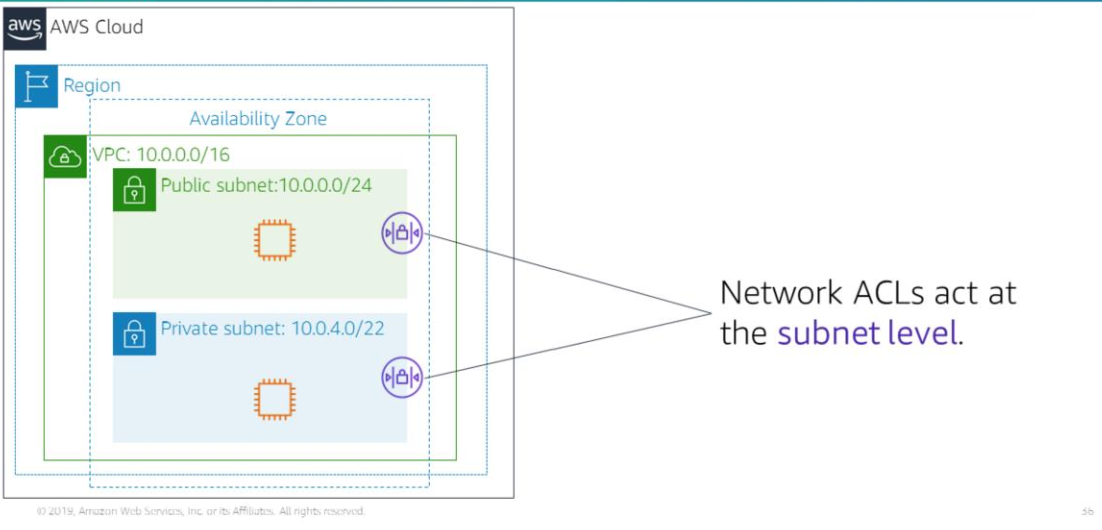 aws AWS Cloud
Region
Availability Zone
VPC: 10.0.0.0/16
Public subnet:10.0.0.0/24
Private subnet: 10.0.4.0/22
Network ACLs act at
the subnet level.
© 2019, Amazon Web Services, Inc. or its Affiliates. All rights reserved.
36